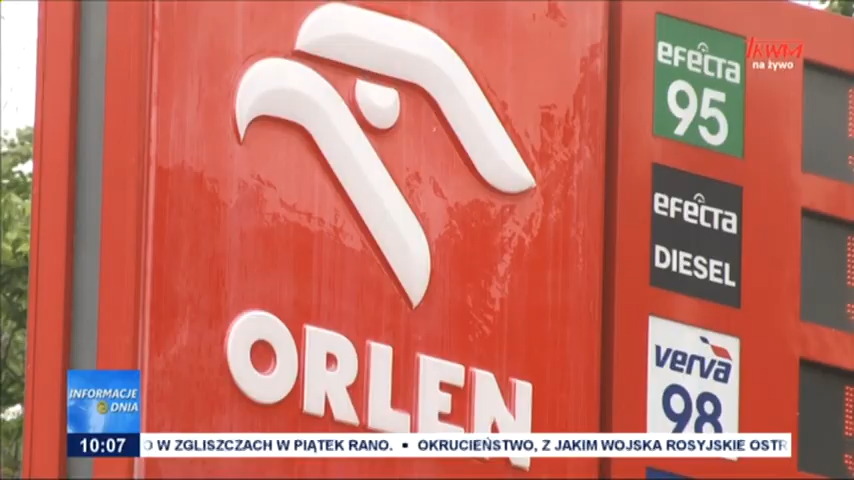 ORLEN
EFECTA
95
EFECTA
DIESEL
verva
98
TRWAM
na żywo
INFORMACJE
DNIA
10:07
O W ZGLISZCZACH W PIĄTEK RANO. • OKRUCIEŃSTWO, Z JAKIM WOJSKA ROSYJSKIE OSTR